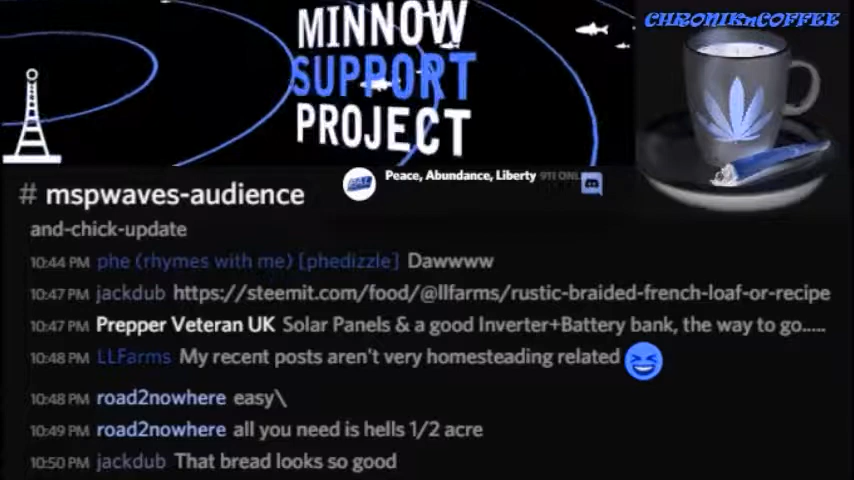 MINNOW
SUPPORT
PROJECT
CHRONIKnCOFFEE
Peace, Abundance, Liberty
# mspwaves-audience
and-chick-update
10:44 PM phe (rhymes with me) [phedizzle] Dawwww
10:47 PM jackdub https://steemit.com/food/@llfarms/rustic-braided-french-loaf-or-recipe
10:47 PM Prepper Veteran UK Solar Panels & a good Inverter+Battery bank, the way to go.....
10:48 PM LLFarms My recent posts aren't very homesteading related 😆
10:48 PM road2nowhere easy\
10:49 PM road2nowhere all you need is hells 1/2 acre
10:50 PM jackdub That bread looks so good